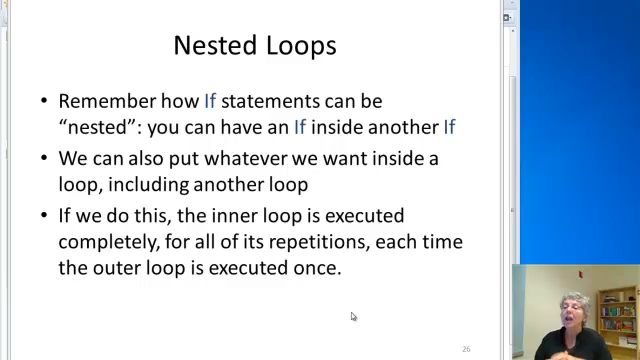 Nested Loops
• Remember how If statements can be
"nested": you can have an If inside another If
• We can also put whatever we want inside a
loop, including another loop
• If we do this, the inner loop is executed
completely, for all of its repetitions, each time
the outer loop is executed once.
26